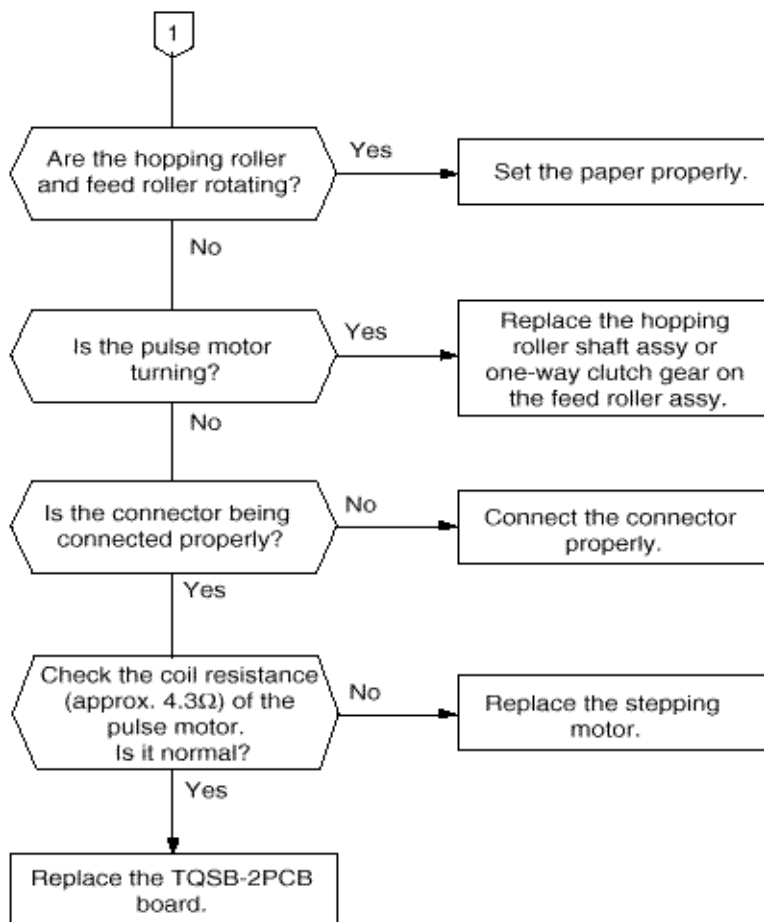 1
Are the hopping roller
and feed roller rotating?
Yes
Set the paper properly.
No
Is the pulse motor
turning?
Yes
Replace the hopping
roller shaft assy or
one-way clutch gear on
the feed roller assy.
No
Is the connector being
connected properly?
No
Connect the connector
properly.
Yes
Check the coil resistance
(approx. 4.3Ω) of the
pulse motor.
Is it normal?
No
Replace the stepping
motor.
Yes
Replace the TQSB-2PCB
board.